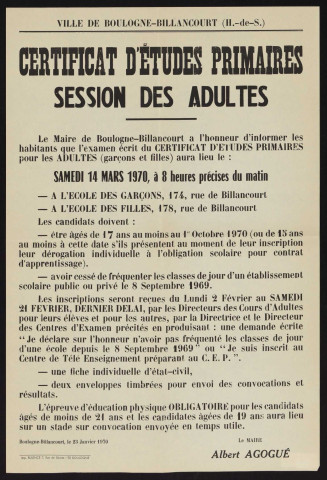 VILLE DE BOULOGNE-BILLANCOURT (H.-de-S.)
CERTIFICAT D'ÉTUDES PRIMAIRES
SESSION DES ADULTES
Le Maire de Boulogne-Billancourt a l'honneur d'informer les
habitants que l'examen écrit du CERTIFICAT D'ETUDES PRIMAIRES
pour les ADULTES (garçons et filles) aura lieu le :
SAMEDI 14 MARS 1970, à 8 heures précises du matin
— A L'ECOLE DES GARÇONS, 174, rue de Billancourt
— A L'ECOLE DES FILLES, 178, rue de Billancourt
Les candidats doivent :
— être âgés de 17 ans au moins au 1er Octobre 1970 (ou de 15 ans
au moins à cette date s'ils présentent au moment de leur inscription
leur dérogation individuelle à l'obligation scolaire pour contrat
d'apprentissage).
— avoir cessé de fréquenter les classes de jour d'un établissement
scolaire public ou privé le 8 Septembre 1969.
Les inscriptions seront reçues du Lundi 2 Février au SAMEDI
21 FEVRIER, DERNIER DELAI, par les Directeurs des Cours d'Adultes
pour leurs élèves et pour les autres, par la Directrice et le Directeur
des Centres d'Examen précités en produisant : une demande écrite
"Je déclare sur l'honneur n'avoir pas fréquenté les classes de jour
d'une école depuis le 8 Septembre 1969" ou "Je suis inscrit au
Centre de Télé Enseignement préparant au C.E.P.".
— une fiche individuelle d'état-civil,
— deux enveloppes timbrées pour envoi des convocations et
résultats.
L'épreuve d'éducation physique OBLIGATOIRE pour les candidats
âgés de moins de 21 ans et les candidates âgées de 19 ans aura lieu
sur un stade sur convocation envoyée en temps utile.
Boulogne-Billancourt, le 23 Janvier 1970
Le MAIRE
Albert AGOGUÉ